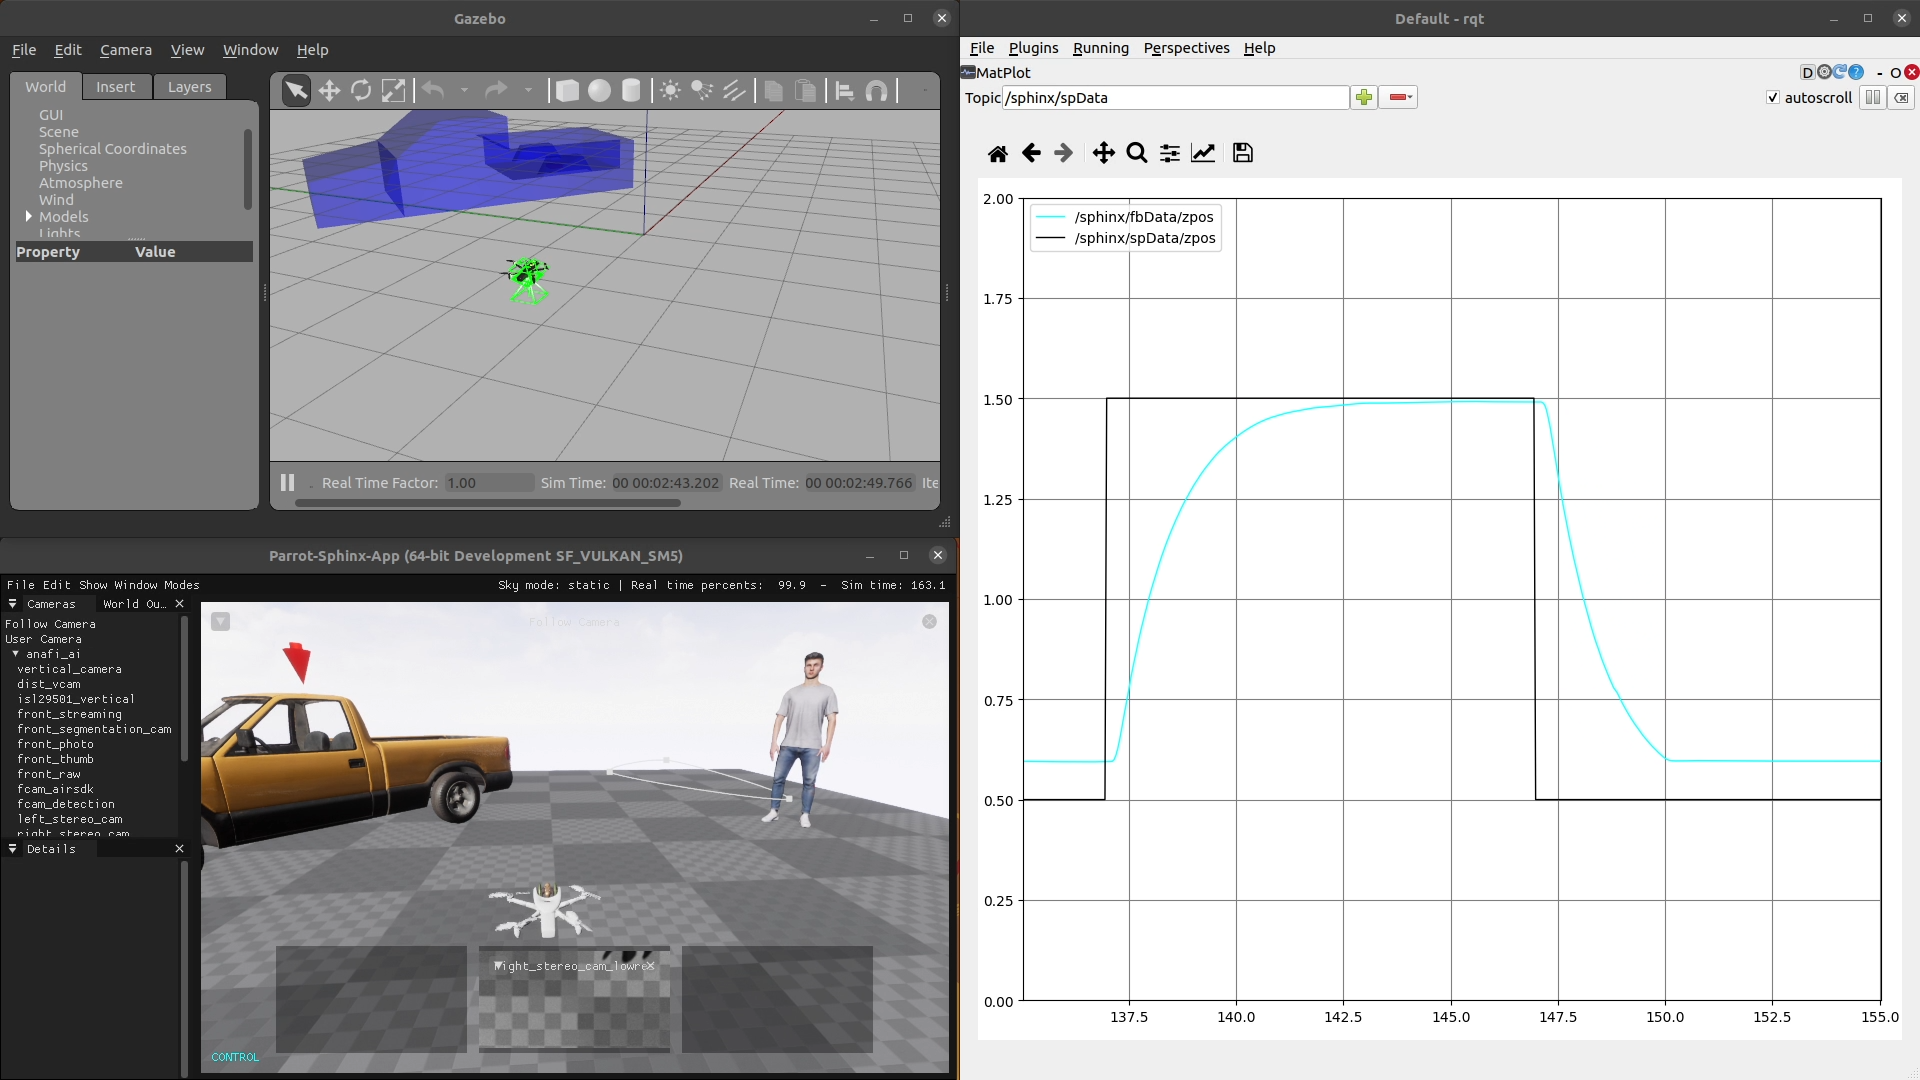 Gazebo
File Edit Camera View Window Help
World Insert Layers
GUI
Scene
Spherical Coordinates
Physics
Atmosphere
Wind
Models
Lights
Property Value
Real Time Factor: 1.00 Sim Time: 00 00:02:43.202 Real Time: 00 00:02:49.766 Ite
Parrot-Sphinx-App (64-bit Development SF_VULKAN_SM5)
File Edit Show Window Modes
Sky mode: static | Real time percents: 99.9 - Sim time: 163.1
Cameras World Ou...
Follow Camera
User Camera
anafi_ai
vertical_camera
dist_vcam
isl29501_vertical
front_streaming
front_segmentation_cam
front_photo
front_thumb
front_raw
fcam_airsdk
fcam_detection
left_stereo_cam
right_stereo_cam
Details
Follow Camera
right_stereo_cam_lowre
CONTROL
Default - rqt
File Plugins Running Perspectives Help
MatPlot
D - O
Topic /sphinx/spData
autoscroll
/sphinx/fbData/zpos
/sphinx/spData/zpos
2.00
1.75
1.50
1.25
1.00
0.75
0.50
0.25
0.00
137.5 140.0 142.5 145.0 147.5 150.0 152.5 155.0